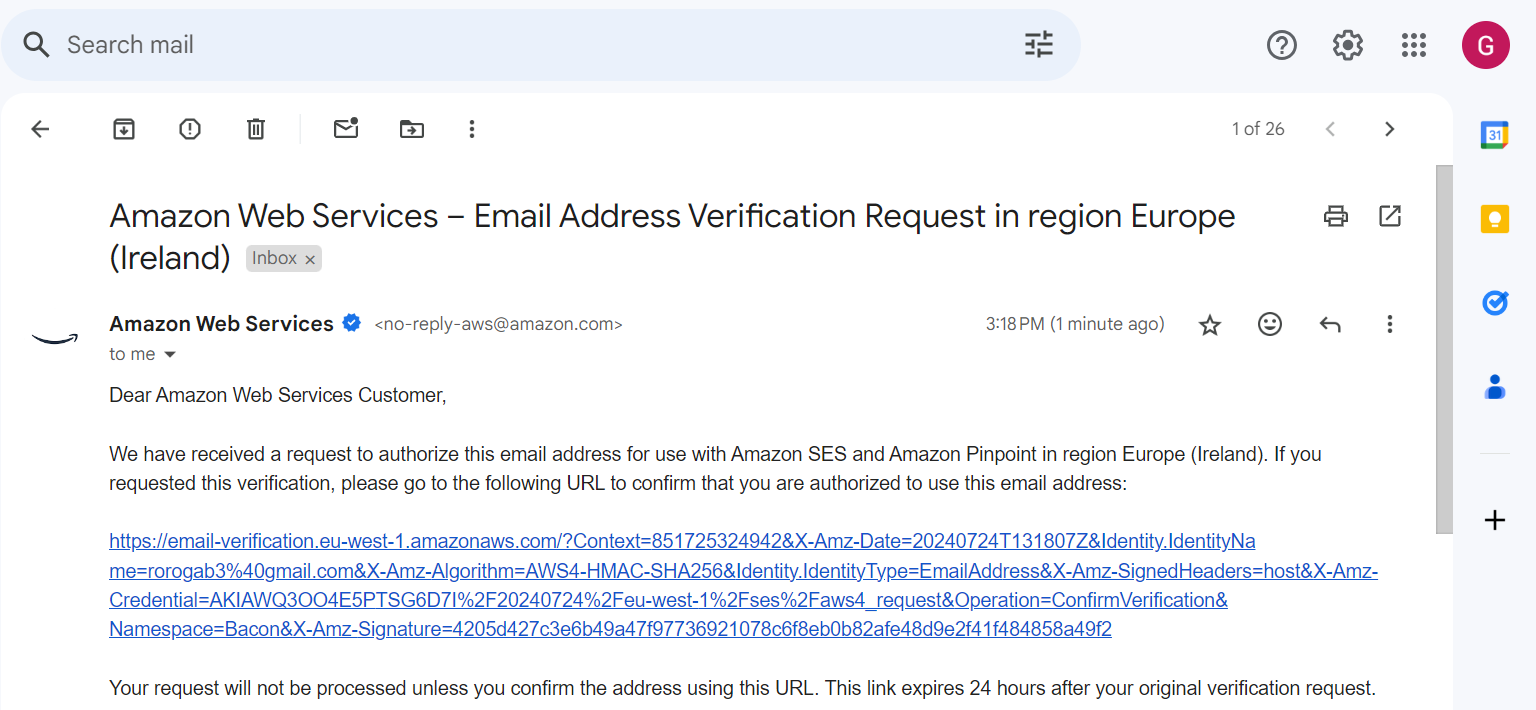 Search mail
G
1 of 26
31
Amazon Web Services – Email Address Verification Request in region Europe
(Ireland) Inbox ×
Amazon Web Services <no-reply-aws@amazon.com> 3:18 PM (1 minute ago)
to me
Dear Amazon Web Services Customer,
We have received a request to authorize this email address for use with Amazon SES and Amazon Pinpoint in region Europe (Ireland). If you
requested this verification, please go to the following URL to confirm that you are authorized to use this email address:
https://email-verification.eu-west-1.amazonaws.com/?Context=851725324942&X-Amz-Date=20240724T131807Z&Identity.IdentityNa
me=rorogab3%40gmail.com&X-Amz-Algorithm=AWS4-HMAC-SHA256&Identity.IdentityType=EmailAddress&X-Amz-SignedHeaders=host&X-Amz-
Credential=AKIAWQ3OO4E5PTSG6D7I%2F20240724%2Feu-west-1%2Fses%2Faws4_request&Operation=ConfirmVerification&
Namespace=Bacon&X-Amz-Signature=4205d427c3e6b49a47f97736921078c6f8eb0b82afe48d9e2f41f484858a49f2
Your request will not be processed unless you confirm the address using this URL. This link expires 24 hours after your original verification request.